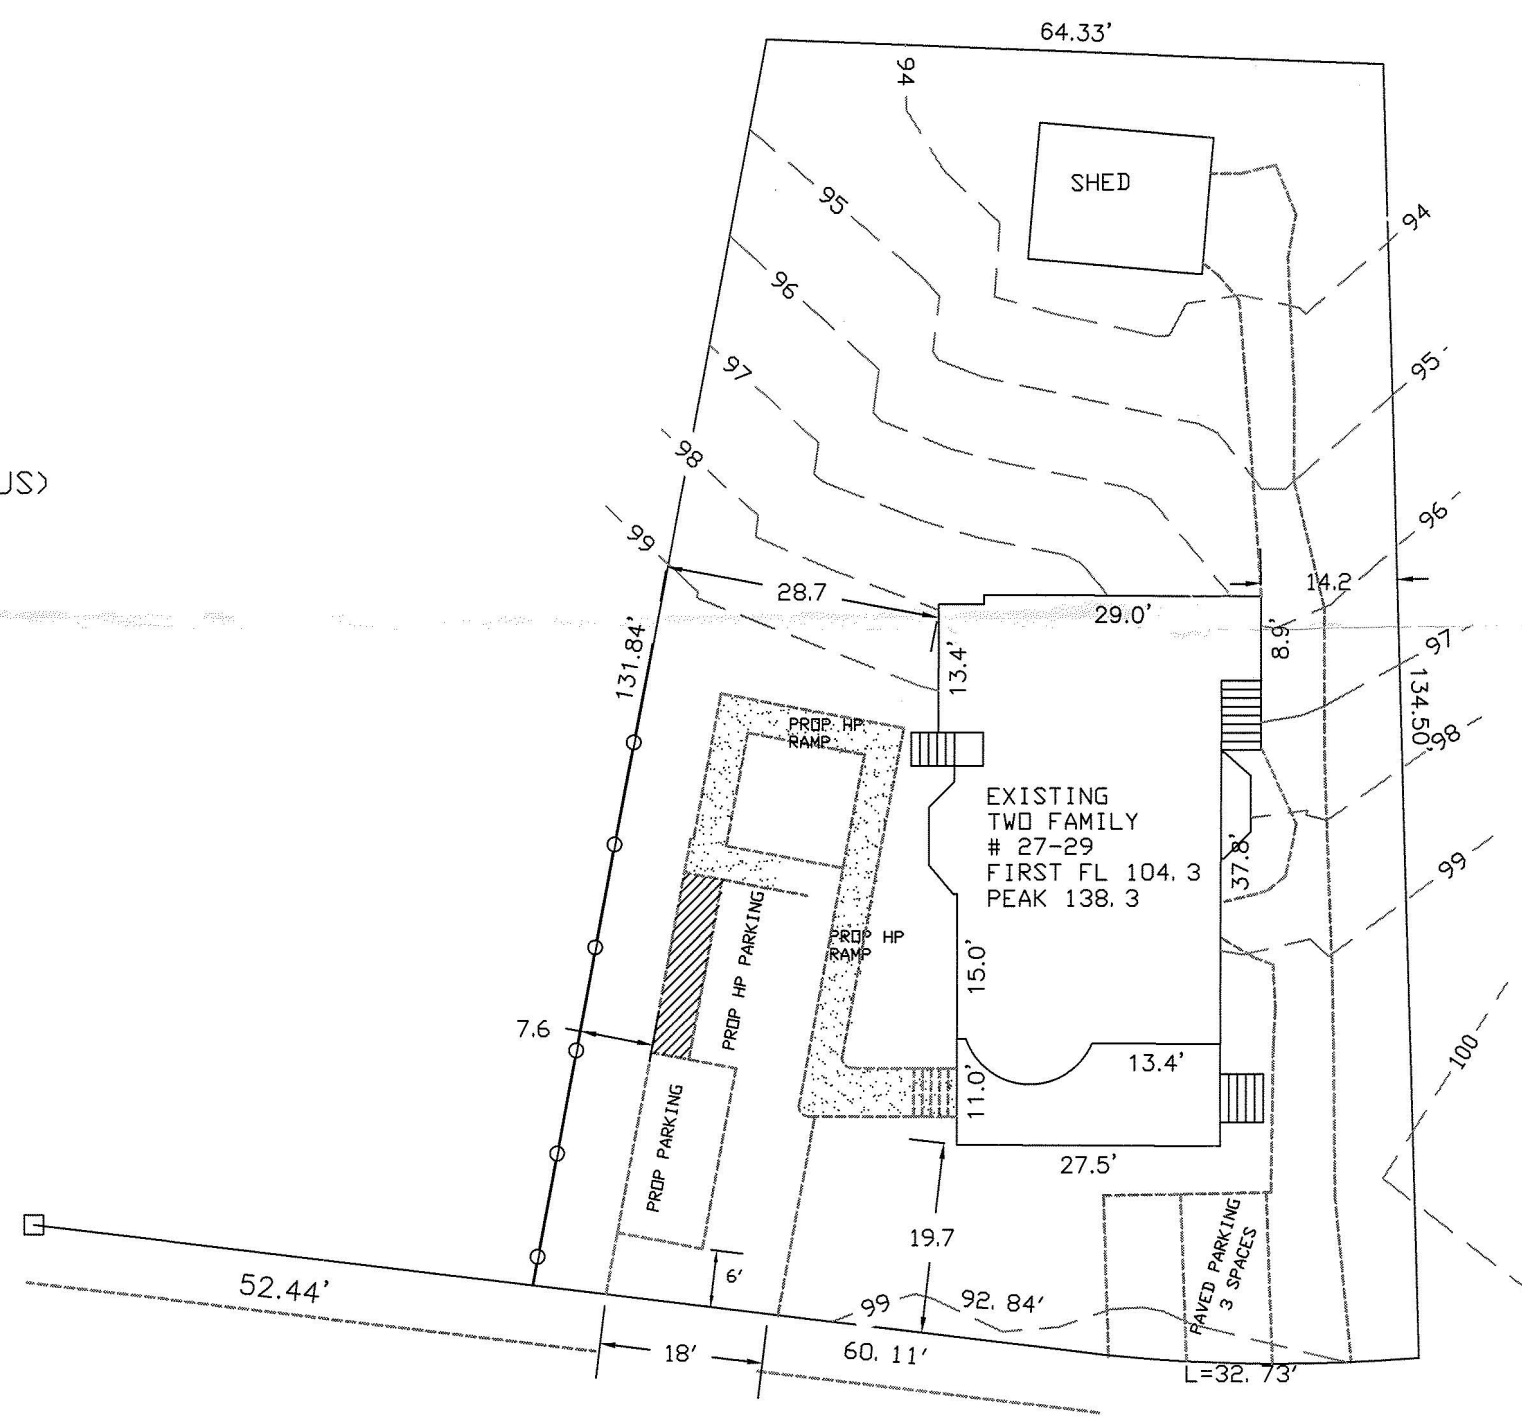 64.33'
94
SHED
95
94
96
97
95
98
JS)
96
99
28.7
14.2
29.0'
8.9'
131.84'
13.4'
97
134.50'
98
PROP HP
RAMP
EXISTING
TWO FAMILY
# 27-29
FIRST FL 104.3
PEAK 138.3
37.8'
99
PROP HP PARKING
PROP HP
RAMP
15.0'
7.6
100
13.4'
11.0'
PROP PARKING
27.5'
19.7
PAVED PARKING
3 SPACES
52.44'
6'
99
92.84'
18'
60.11'
L=32.73'